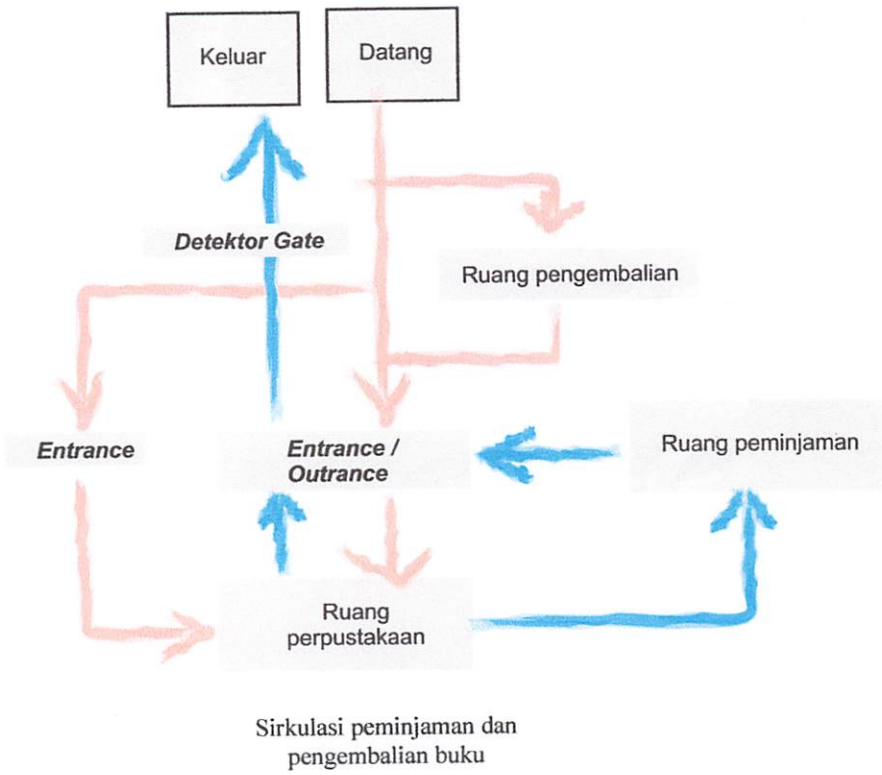 Keluar
Datang
Detektor Gate
Ruang pengembalian
Entrance
Entrance /
Outrance
Ruang peminjaman
Ruang
perpustakaan
Sirkulasi peminjaman dan
pengembalian buku